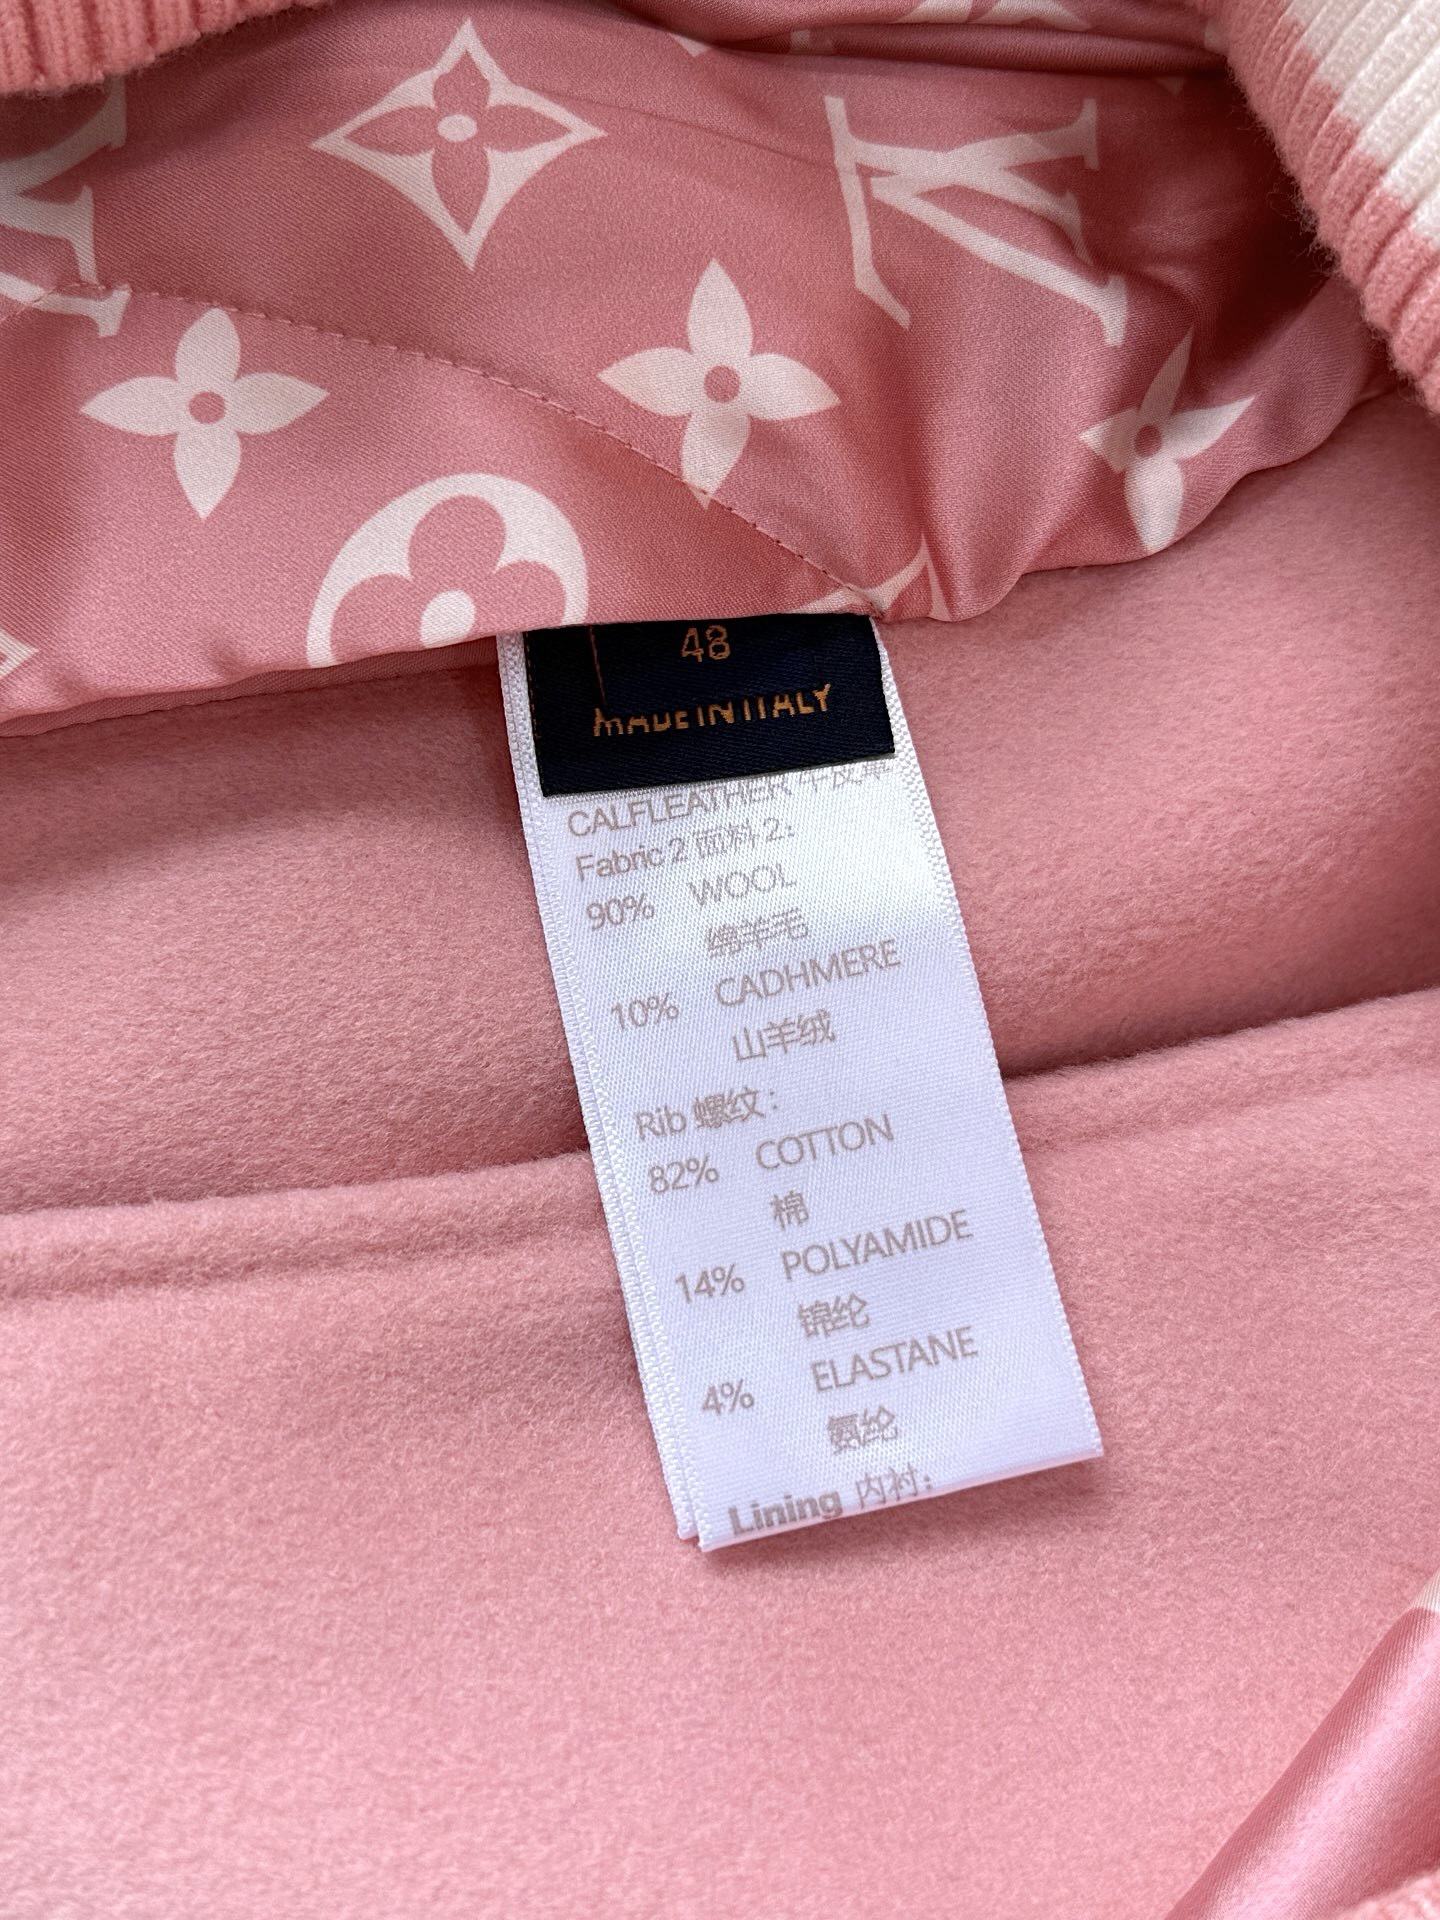 48
MADE IN ITALY
CALFLEATHER 牛皮革
Fabric 2 面料 2:
90% WOOL
绵羊毛
10% CADHMERE
山羊绒
Rib 螺纹:
82% COTTON
棉
14% POLYAMIDE
锦纶
4% ELASTANE
氨纶
Lining 内衬: